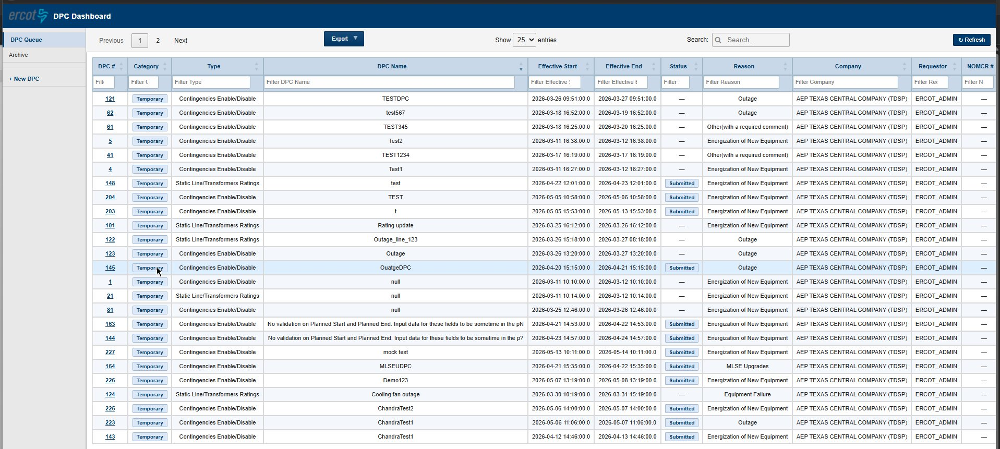 ercot DPC Dashboard
DPC Queue
Archive
+ New DPC
Previous 1 2 Next Export Show 25 entries Search: Search... Refresh
DPC # Category Type DPC Name Effective Start Effective End Status Reason Company Requestor NOMCR #
Filt Filter C Filter Type Filter DPC Name Filter Effective S Filter Effective E Filter Filter Reason Filter Company Filter Rec Filter N
121 Temporary Contingencies Enable/Disable TESTDPC 2026-03-26 09:51:00.0 2026-03-27 09:51:00.0 — Outage AEP TEXAS CENTRAL COMPANY (TDSP) ERCOT_ADMIN —
62 Temporary Contingencies Enable/Disable test567 2026-03-18 16:52:00.0 2026-03-19 16:52:00.0 — Outage AEP TEXAS CENTRAL COMPANY (TDSP) ERCOT_ADMIN —
61 Temporary Contingencies Enable/Disable TEST345 2026-03-18 16:25:00.0 2026-03-20 16:25:00.0 — Other(with a required comment) AEP TEXAS CENTRAL COMPANY (TDSP) ERCOT_ADMIN —
5 Temporary Contingencies Enable/Disable Test2 2026-03-11 16:38:00.0 2026-03-12 16:38:00.0 — Energization of New Equipment AEP TEXAS CENTRAL COMPANY (TDSP) ERCOT_ADMIN —
41 Temporary Contingencies Enable/Disable TEST1234 2026-03-17 16:19:00.0 2026-03-17 16:19:00.0 — Other(with a required comment) AEP TEXAS CENTRAL COMPANY (TDSP) ERCOT_ADMIN —
4 Temporary Contingencies Enable/Disable Test1 2026-03-11 16:27:00.0 2026-03-12 16:27:00.0 — Energization of New Equipment AEP TEXAS CENTRAL COMPANY (TDSP) ERCOT_ADMIN —
148 Temporary Static Line/Transformers Ratings test 2026-04-22 12:01:00.0 2026-04-23 12:01:00.0 Submitted Energization of New Equipment AEP TEXAS CENTRAL COMPANY (TDSP) ERCOT_ADMIN —
204 Temporary Contingencies Enable/Disable TEST 2026-05-05 10:58:00.0 2026-05-06 10:58:00.0 Submitted Energization of New Equipment AEP TEXAS CENTRAL COMPANY (TDSP) ERCOT_ADMIN —
203 Temporary Contingencies Enable/Disable t 2026-05-05 15:53:00.0 2026-05-13 15:53:00.0 Submitted Energization of New Equipment AEP TEXAS CENTRAL COMPANY (TDSP) ERCOT_ADMIN —
101 Temporary Static Line/Transformers Ratings Rating update 2026-03-25 16:12:00.0 2026-03-26 16:12:00.0 — Energization of New Equipment AEP TEXAS CENTRAL COMPANY (TDSP) ERCOT_ADMIN —
122 Temporary Static Line/Transformers Ratings Outage_line_123 2026-03-26 15:18:00.0 2026-03-27 08:18:00.0 — Outage AEP TEXAS CENTRAL COMPANY (TDSP) ERCOT_ADMIN —
123 Temporary Contingencies Enable/Disable Outage 2026-03-26 13:20:00.0 2026-03-27 13:20:00.0 — Outage AEP TEXAS CENTRAL COMPANY (TDSP) ERCOT_ADMIN —
145 Temporary Contingencies Enable/Disable OuatgeDPC 2026-04-20 15:15:00.0 2026-04-21 15:15:00.0 Submitted Outage AEP TEXAS CENTRAL COMPANY (TDSP) ERCOT_ADMIN —
1 Temporary Contingencies Enable/Disable null 2026-03-11 10:10:00.0 2026-03-12 10:10:00.0 — Energization of New Equipment AEP TEXAS CENTRAL COMPANY (TDSP) ERCOT_ADMIN —
21 Temporary Static Line/Transformers Ratings null 2026-03-11 10:14:00.0 2026-03-12 10:14:00.0 — Energization of New Equipment AEP TEXAS CENTRAL COMPANY (TDSP) ERCOT_ADMIN —
81 Temporary Contingencies Enable/Disable null 2026-03-25 12:46:00.0 2026-03-26 12:46:00.0 — Energization of New Equipment AEP TEXAS CENTRAL COMPANY (TDSP) ERCOT_ADMIN —
163 Temporary Contingencies Enable/Disable No validation on Planned Start and Planned End. Input data for these fields to be sometime in the pN 2026-04-21 14:53:00.0 2026-04-22 14:53:00.0 Submitted Energization of New Equipment AEP TEXAS CENTRAL COMPANY (TDSP) ERCOT_ADMIN —
144 Temporary Contingencies Enable/Disable No validation on Planned Start and Planned End. Input data for these fields to be sometime in the p? 2026-04-23 14:57:00.0 2026-04-24 14:57:00.0 Submitted Energization of New Equipment AEP TEXAS CENTRAL COMPANY (TDSP) ERCOT_ADMIN —
227 Temporary Contingencies Enable/Disable mock test 2026-05-13 10:11:00.0 2026-05-14 10:11:00.0 Submitted Energization of New Equipment AEP TEXAS CENTRAL COMPANY (TDSP) ERCOT_ADMIN —
164 Temporary Contingencies Enable/Disable MLSEUDPC 2026-04-21 15:35:00.0 2026-04-22 15:35:00.0 Submitted MLSE Upgrades AEP TEXAS CENTRAL COMPANY (TDSP) ERCOT_ADMIN —
226 Temporary Contingencies Enable/Disable Demo123 2026-05-07 13:19:00.0 2026-05-08 13:19:00.0 Submitted Energization of New Equipment AEP TEXAS CENTRAL COMPANY (TDSP) ERCOT_ADMIN —
124 Temporary Static Line/Transformers Ratings Cooling fan outage 2026-03-30 10:19:00.0 2026-03-31 15:19:00.0 — Equipment Failure AEP TEXAS CENTRAL COMPANY (TDSP) ERCOT_ADMIN —
225 Temporary Contingencies Enable/Disable ChandraTest2 2026-05-06 14:00:00.0 2026-05-07 14:00:00.0 Submitted Energization of New Equipment AEP TEXAS CENTRAL COMPANY (TDSP) ERCOT_ADMIN —
223 Temporary Contingencies Enable/Disable ChandraTest1 2026-05-06 11:06:00.0 2026-05-07 11:06:00.0 Submitted Outage AEP TEXAS CENTRAL COMPANY (TDSP) ERCOT_ADMIN —
143 Temporary Contingencies Enable/Disable ChandraTest1 2026-04-12 14:46:00.0 2026-04-13 14:46:00.0 Submitted Energization of New Equipment AEP TEXAS CENTRAL COMPANY (TDSP) ERCOT_ADMIN —